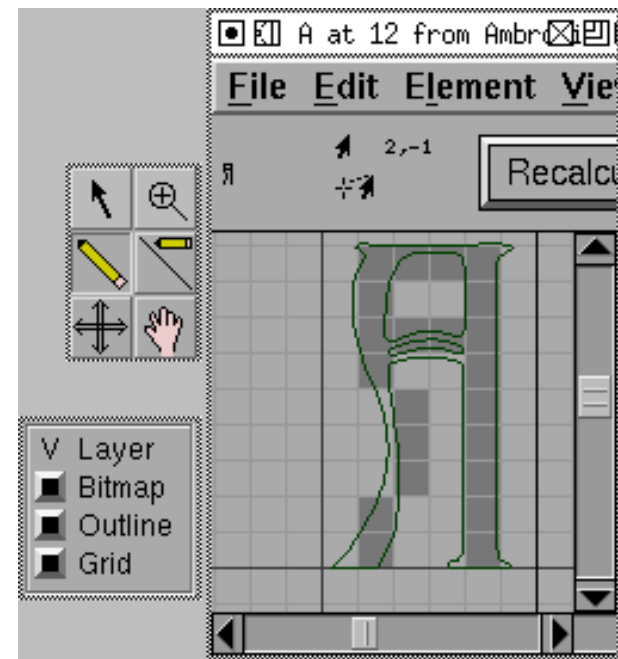 A at 12 from Ambr
File Edit Element Vie
2,-1
Recalcu
V Layer
Bitmap
Outline
Grid